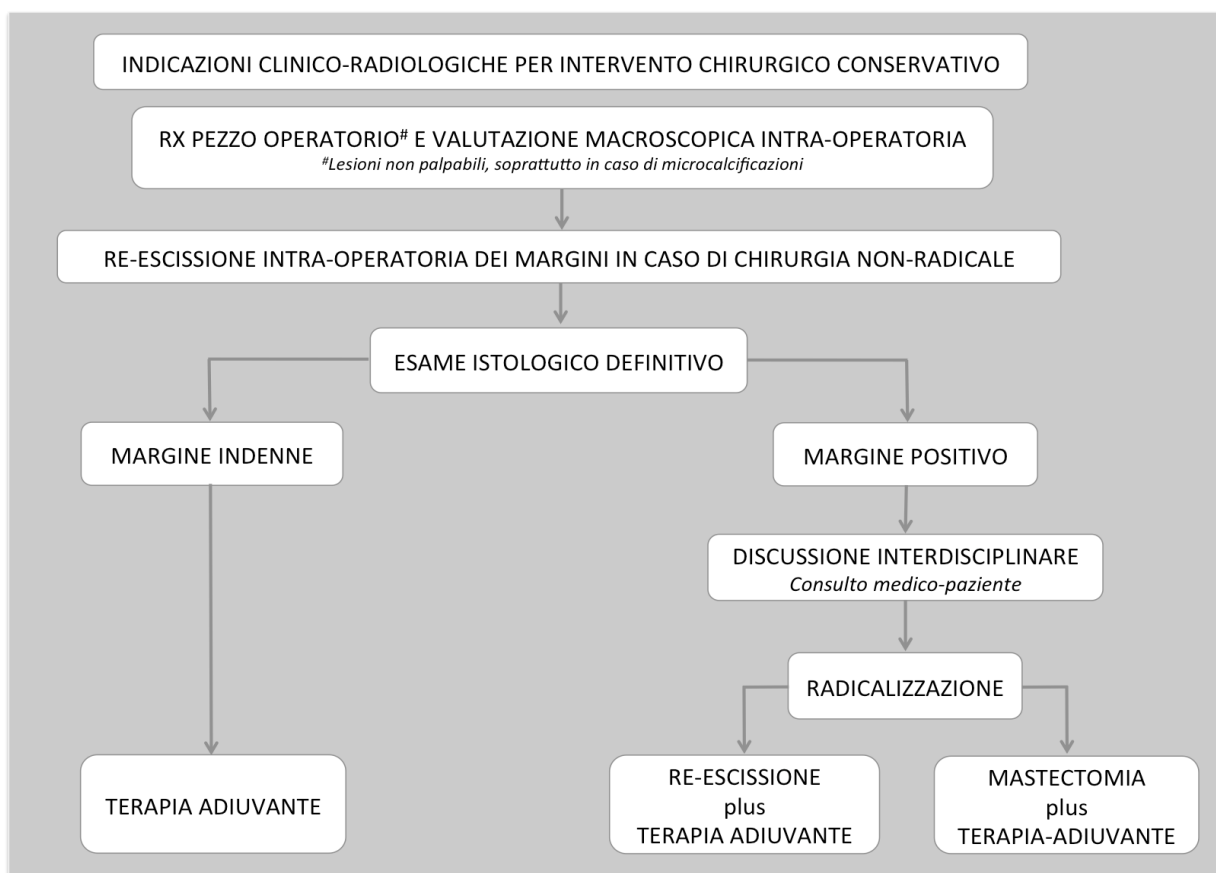 INDICAZIONI CLINICO-RADIOLOGICHE PER INTERVENTO CHIRURGICO CONSERVATIVO
RX PEZZO OPERATORIO# E VALUTAZIONE MACROSCOPICA INTRA-OPERATORIA
#Lesioni non palpabili, soprattutto in caso di microcalcificazioni
RE-ESCISSIONE INTRA-OPERATORIA DEI MARGINI IN CASO DI CHIRURGIA NON-RADICALE
ESAME ISTOLOGICO DEFINITIVO
MARGINE INDENNE
MARGINE POSITIVO
DISCUSSIONE INTERDISCIPLINARE
Consulto medico-paziente
RADICALIZZAZIONE
TERAPIA ADIUVANTE
RE-ESCISSIONE
plus
TERAPIA ADIUVANTE
MASTECTOMIA
plus
TERAPIA-ADIUVANTE